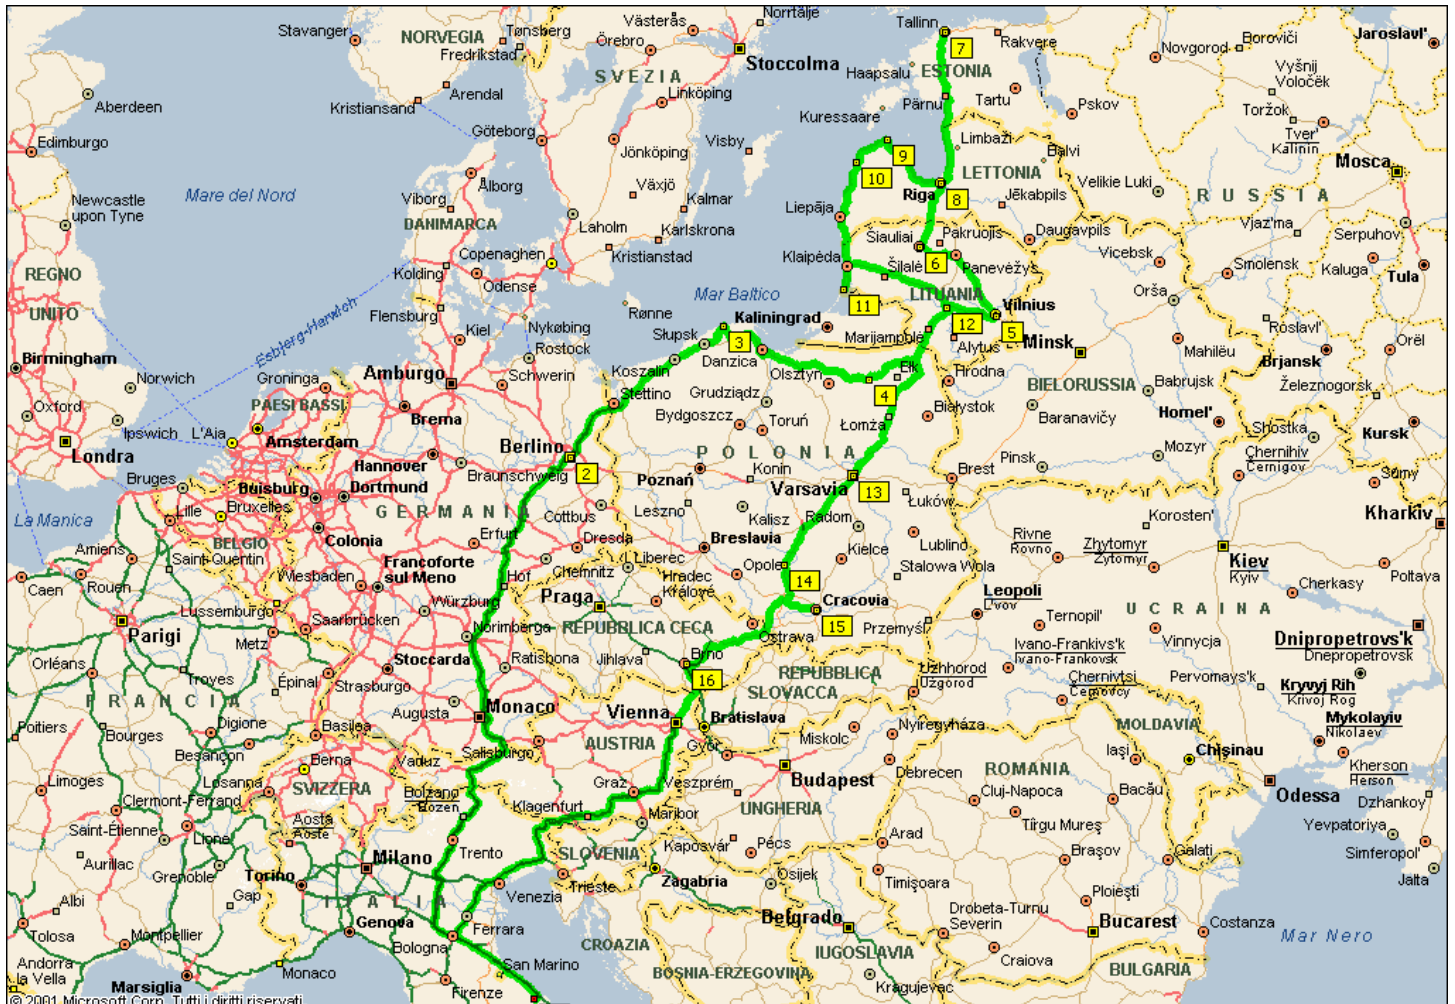 Stavanger
NORVEGIA
Tønsberg
Fredrikstad
Västerås
Örebro
Norrtälje
Stoccolma
SVEZIA
Linköping
Tallinn
7
Rakvere
Haapsalu
ESTONIA
Novgorod
Boroviči
Jaroslavl'
Vyšnij
Voločëk
Aberdeen
Arendal
Kristiansand
Göteborg
Jönköping
Visby
Kuressaare
Pärnu
Tartu
Pskov
Toržok
Tver'
Kalinin
Mosca
Edimburgo
Limbaži
Balvi
9
10
LETTONIA
Riga
8
Jēkabpils
Velikie Luki
RUSSIA
Mare del Nord
Newcastle
upon Tyne
Ålborg
Viborg
DANIMARCA
Växjö
Kalmar
Laholm
Karlskrona
Kristianstad
Copenaghen
Liepāja
Šiauliai
Pakruojis
Daugavpils
Vicebsk
Vjaz'ma
Serpuhov
REGNO
UNITO
Kolding
Odense
Klaipėda
Šilalė
6
Panevėžys
Smolensk
Kaluga
Tula
Esbjerg-Harwich
Flensburg
Nykøbing
Rønne
Mar Baltico
11
LITUANIA
Vilnius
Orša
Kiel
Rostock
Słupsk
3
Kaliningrad
Marijampolė
12
5
Alytus
Minsk
Mahilëu
Roslavl'
Brjansk
Orël
Birmingham
Norwich
Groninga
Amburgo
Schwerin
Koszalin
Danzica
Olsztyn
Ełk
Hrodna
BIELORUSSIA
Babrujsk
Železnogorsk
Oxford
Ipswich
L'Aia
PAESI BASSI
Brema
Stettino
Grudziądz
Bydgoszcz
Toruń
4
Łomża
Białystok
Baranavičy
Homel'
Shostka
Kursk
Londra
Amsterdam
Hannover
Braunschweig
Berlino
2
POLONIA
Poznań
Konin
Varsavia
13
Brest
Pinsk
Mozyr
Chernihiv
Černigov
Sumy
Bruges
Duisburg
Dortmund
La Manica
Lille
Bruxelles
BELGIO
Colonia
GERMANIA
Cottbus
Leszno
Kalisz
Radom
Łuków
Korosten'
Kharkiv
Amiens
Saint-Quentin
Rouen
Caen
Wiesbaden
Francoforte
sul Meno
Erfurt
Dresda
Chemnitz
Liberec
Breslavia
Opole
Kielce
Lublino
Stalowa Wola
Rivne
Rovno
Zhytomyr
Žytomyr
Kiev
Kyiv
Cherkasy
Poltava
Lussemburgo
Hof
Würzburg
Praga
Hradec
Králové
14
Cracovia
15
Leopoli
L'vov
Ternopil'
UCRAINA
Parigi
Metz
Saarbrücken
Norimberga
REPUBBLICA CECA
Ostrava
Przemyśl
Ivano-Frankivs'k
Ivano-Frankovsk
Vinnycja
Dnipropetrovs'k
Dnepropetrovsk
Orléans
Troyes
Épinal
Stoccarda
Strasburgo
Ratisbona
Jihlava
Brno
16
REPUBBLICA
SLOVACCA
Uzhhorod
Užgorod
Chernivtsi
Černovcy
Pervomays'k
Kryvyj Rih
Krivoj Rog
FRANCIA
Poitiers
Bourges
Digione
Besançon
Basilea
Augusta
Monaco
Vienna
Bratislava
Miskolc
Nyíregyháza
MOLDAVIA
Mykolayiv
Nikolaev
Salisburgo
AUSTRIA
Győr
Iaşi
Chişinau
Kherson
Herson
Limoges
Losanna
Berna
SVIZZERA
Vaduz
Bolzano
Bozen
Graz
Klagenfurt
Veszprém
Budapest
Debrecen
ROMANIA
Cluj-Napoca
Bacău
Odessa
Dzhankoy
Clermont-Ferrand
Saint-Étienne
Lione
Aosta
Aoste
Maribor
UNGHERIA
Tîrgu Mureş
Yevpatoriya
Simferopol'
Aurillac
Grenoble
Torino
Milano
Trento
SLOVENIA
Kaposvár
Pécs
Arad
Braşov
Galati
Jalta
Albi
Gap
ITALIA
Venezia
Trieste
Zagabria
Osijek
Timişoara
Ploieşti
Tolosa
Montpellier
Genova
Bologna
Ferrara
CROAZIA
Belgrado
Drobeta-Turnu
Severin
Bucarest
Costanza
Mar Nero
Andorra
la Vella
Marsiglia
Monaco
San Marino
Firenze
BOSNIA-ERZEGOVINA
IUGOSLAVIA
Kragujevac
Craiova
BULGARIA
© 2001 Microsoft Corp. Tutti i diritti riservati.